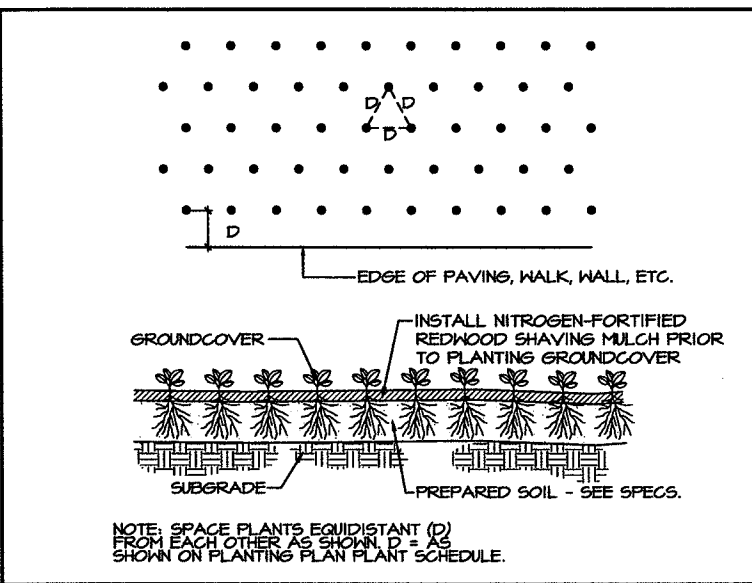 D D
D
D
EDGE OF PAVING, WALK, WALL, ETC.
GROUNDCOVER
INSTALL NITROGEN-FORTIFIED
REDWOOD SHAVING MULCH PRIOR
TO PLANTING GROUNDCOVER
SUBGRADE
PREPARED SOIL - SEE SPECS.
NOTE: SPACE PLANTS EQUIDISTANT (D)
FROM EACH OTHER AS SHOWN. D = AS
SHOWN ON PLANTING PLAN PLANT SCHEDULE.